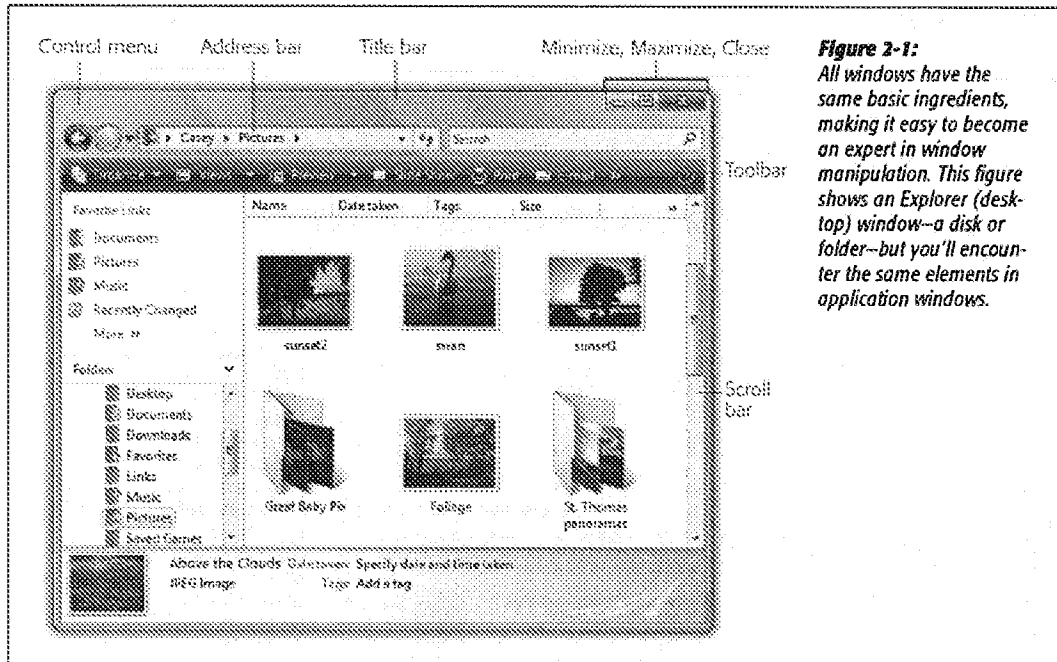 Control menu Address bar Title bar Minimize, Maximize, Close
Casey Pictures Search
Toolbar
Favorite Links
Documents
Pictures
Music
Recently Changed
More
Folders
Desktop
Documents
Downloads
Favorites
Links
Music
Pictures
Saved Games
Name Date taken Tags Size
sunset2 swan sunset3
Great Baby Pix Foliage St. Thomas
panoramas
Scroll
bar
Above the Clouds Date taken: Specify date and time taken
JPEG Image Tags: Add a tag
Figure 2-1:
All windows have the
same basic ingredients,
making it easy to become
an expert in window
manipulation. This figure
shows an Explorer (desk-
top) window--a disk or
folder--but you'll encoun-
ter the same elements in
application windows.